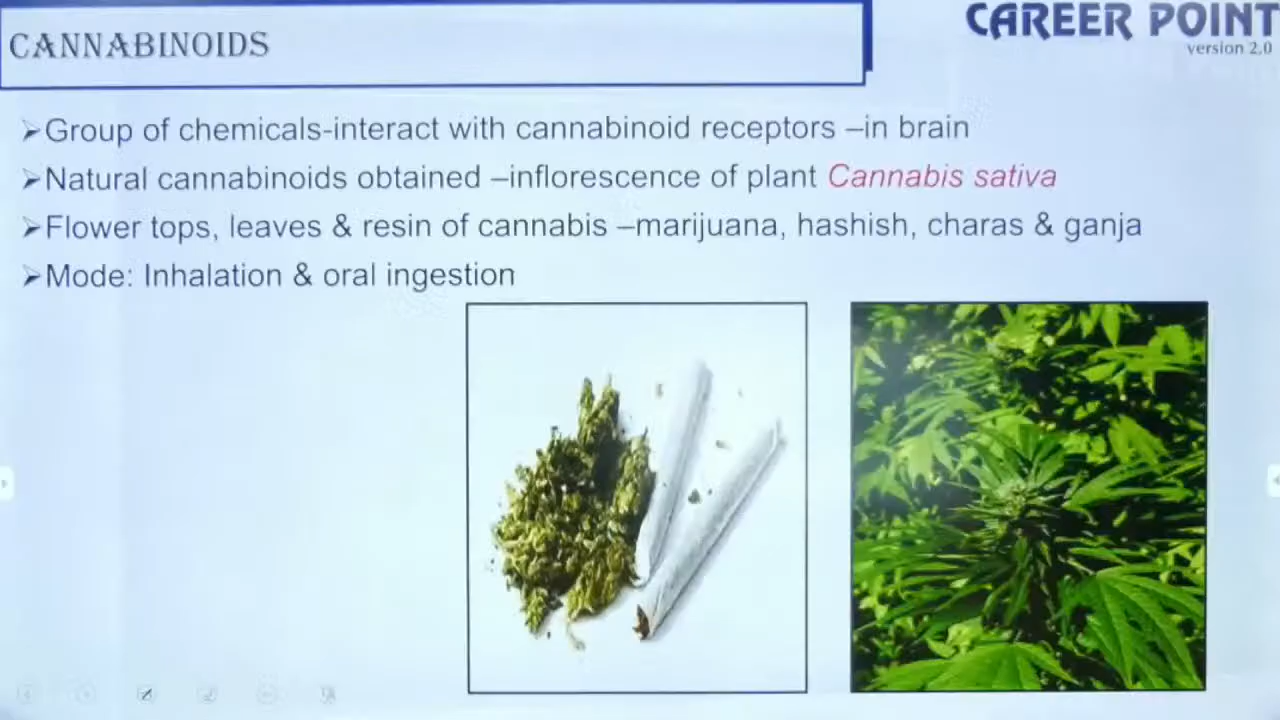 CANNABINOIDS
CAREER POINT
version 2.0
➢Group of chemicals-interact with cannabinoid receptors –in brain
➢Natural cannabinoids obtained –inflorescence of plant Cannabis sativa
➢Flower tops, leaves & resin of cannabis –marijuana, hashish, charas & ganja
➢Mode: Inhalation & oral ingestion